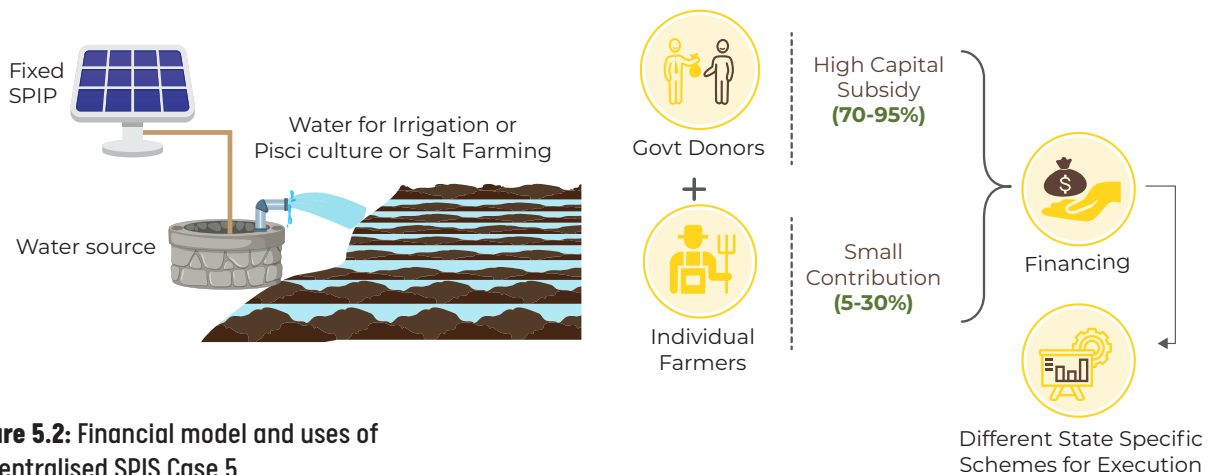 Fixed
SPIP
Water for Irrigation or
Pisci culture or Salt Farming
Water source
Govt Donors
+
Individual
Farmers
High Capital
Subsidy
(70-95%)
Small
Contribution
(5-30%)
$
Financing
Different State Specific
Schemes for Execution
ure 5.2: Financial model and uses of
entralised SPIS Case 5